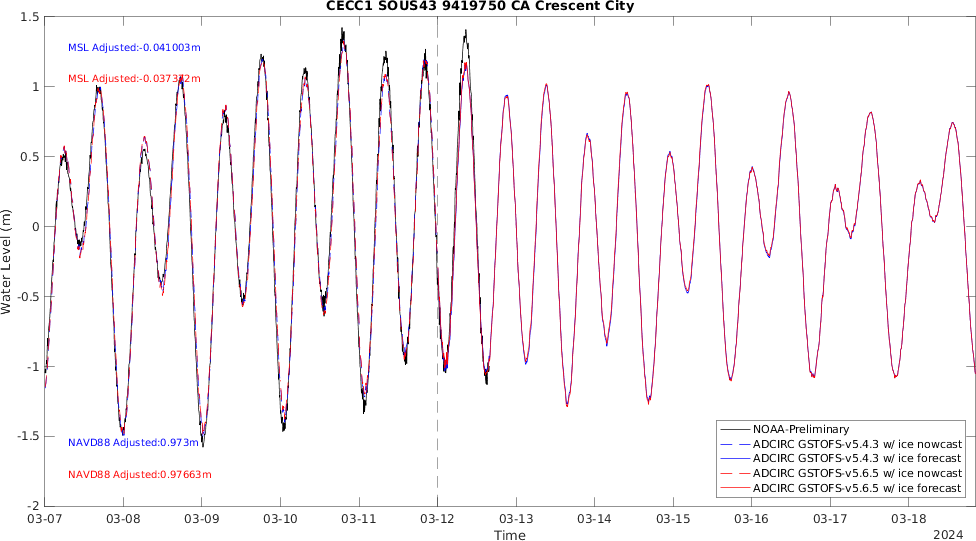 CECC1 SOUS43 9419750 CA Crescent City
1.5
1
0.5
0
-0.5
-1
-1.5
-2
Water Level (m)
MSL Adjusted:-0.041003m
MSL Adjusted:-0.037372m
NAVD88 Adjusted:0.973m
NAVD88 Adjusted:0.97663m
NOAA-Preliminary
ADCIRC GSTOFS-v5.4.3 w/ ice nowcast
ADCIRC GSTOFS-v5.4.3 w/ ice forecast
ADCIRC GSTOFS-v5.6.5 w/ ice nowcast
ADCIRC GSTOFS-v5.6.5 w/ ice forecast
03-07 03-08 03-09 03-10 03-11 03-12 03-13 03-14 03-15 03-16 03-17 03-18
Time
2024